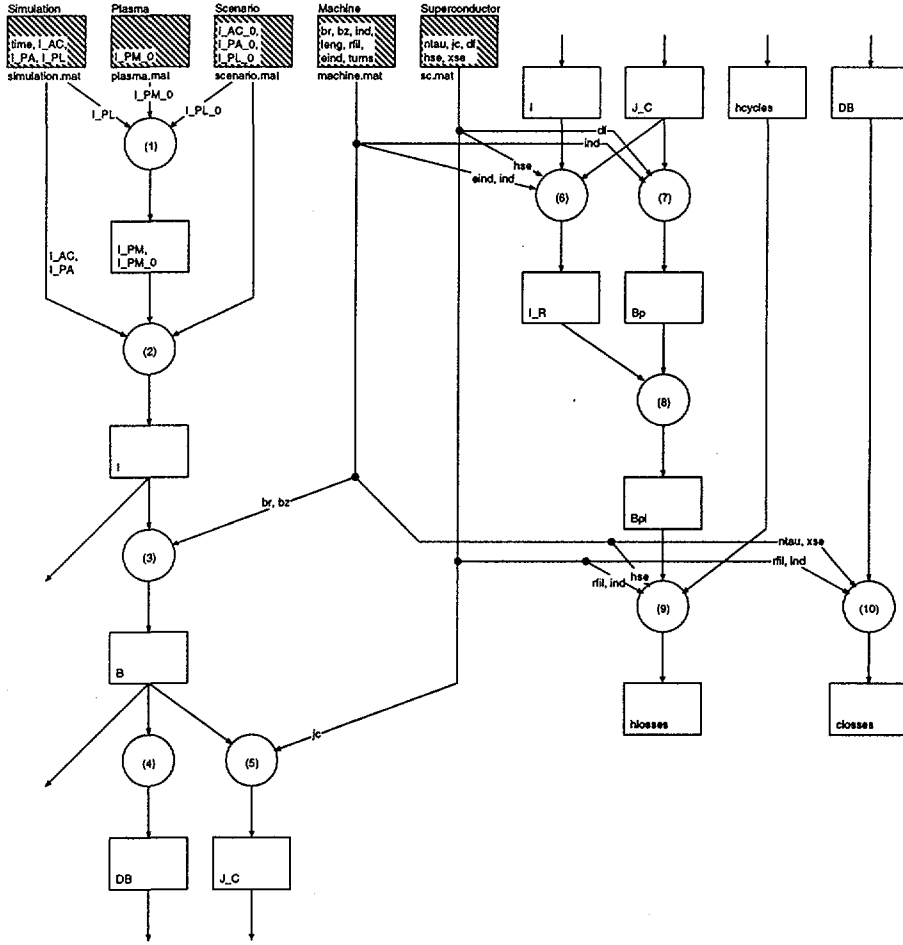 Simulation
Plasma
Scenario
Machine
Superconductor
time, I_AC,
I_PA, I_PL
I_PM_0
I_AC_0,
I_PA_0,
I_PL_0
br, bz, ind,
leng, rfil,
eind, turns
ntau, jc, df
hse, xse
simulation.mat
plasma.mat
scenario.mat
machine.mat
sc.mat
I_PL
I_PM_0
I_PL_0
I
J_C
hcycles
DB
(1)
df
ind
hse
eind, ind
(6)
(7)
I_PM,
I_PM_0
I_AC,
I_PA
I_R
Bp
(2)
(8)
I
br, bz
Bpi
(3)
ntau, xse
rfil, ind
hse
rfil, ind
(9)
(10)
B
hlosses
closses
jc
(4)
(5)
DB
J_C